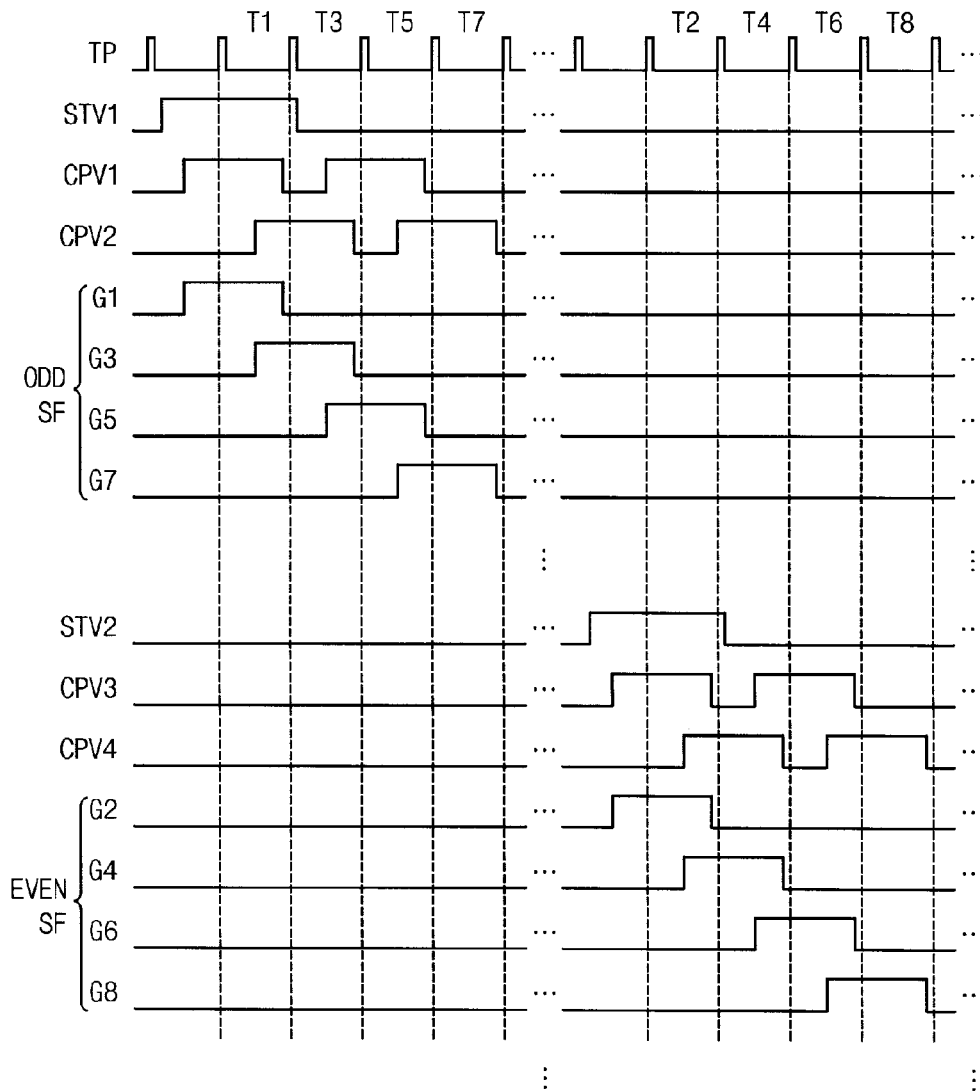 T1 T3 T5 T7 T2 T4 T6 T8
TP ... ...
STV1 ... ...
CPV1 ... ...
CPV2 ... ...
G1 ... ...
G3 ... ...
ODD
SF
G5 ... ...
G7 ... ...
STV2 ... ...
CPV3 ... ...
CPV4 ... ...
G2 ... ...
G4 ... ...
EVEN
SF
G6 ... ...
G8 ... ...